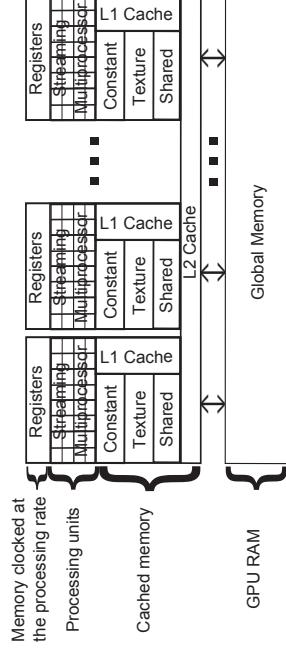 Memory clocked at
the processing rate
Processing units
Cached memory
GPU RAM
Registers
Streaming
Multiprocessor
Constant
Texture
Shared
L1 Cache
Registers
Streaming
Multiprocessor
Constant
Texture
Shared
L1 Cache
Registers
Streaming
Multiprocessor
Constant
Texture
Shared
L1 Cache
L2 Cache
Global Memory